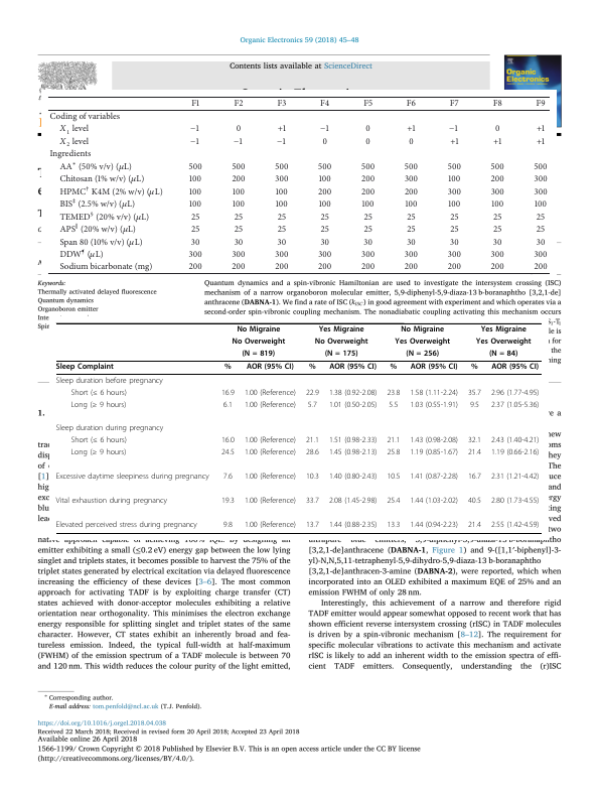 Organic Electronics 59 (2018) 45–48
Contents lists available at ScienceDirect
Organic
Electronics
F1 F2 F3 F4 F5 F6 F7 F8 F9
Coding of variables
X1 level −1 0 +1 −1 0 +1 −1 0 +1
X2 level −1 −1 −1 0 0 0 +1 +1 +1
Ingredients
AA* (50% v/v) (μL) 500 500 500 500 500 500 500 500 500
Chitosan (1% w/v) (μL) 100 200 300 100 200 300 100 200 300
HPMC† K4M (2% w/v) (μL) 100 100 100 200 200 200 300 300 300
BIS‡ (2.5% w/v) (μL) 100 100 100 100 100 100 100 100 100
TEMED§ (20% v/v) (μL) 25 25 25 25 25 25 25 25 25
APS‖ (20% w/v) (μL) 25 25 25 25 25 25 25 25 25
Span 80 (10% v/v) (μL) 30 30 30 30 30 30 30 30 30
DDW¶ (μL) 300 300 300 300 300 300 300 300 300
Sodium bicarbonate (mg) 200 200 200 200 200 200 200 200 200
Keywords:
Thermally activated delayed fluorescence
Quantum dynamics
Organoboron emitter
Quantum dynamics and a spin-vibronic Hamiltonian are used to investigate the intersystem crossing (ISC)
mechanism of a narrow organoboron molecular emitter, 5,9-diphenyl-5,9-diaza-13 b-boranaphtho [3,2,1-de]
anthracene (DABNA-1). We find a rate of ISC (kISC) in good agreement with experiment and which operates via a
second-order spin-vibronic coupling mechanism. The nonadiabatic coupling activating this mechanism occurs
No Migraine Yes Migraine No Migraine Yes Migraine
No Overweight No Overweight Yes Overweight Yes Overweight
(N = 819) (N = 175) (N = 256) (N = 84)
Sleep Complaint % AOR (95% CI) % AOR (95% CI) % AOR (95% CI) % AOR (95% CI)
Sleep duration before pregnancy
Short (≤ 6 hours) 16.9 1.00 (Reference) 22.9 1.38 (0.92-2.08) 23.8 1.58 (1.11-2.24) 35.7 2.96 (1.77-4.95)
Long (≥ 9 hours) 6.1 1.00 (Reference) 5.7 1.01 (0.50-2.05) 5.5 1.03 (0.55-1.91) 9.5 2.37 (1.05-5.36)
Sleep duration during pregnancy
Short (≤ 6 hours) 16.0 1.00 (Reference) 21.1 1.51 (0.98-2.33) 21.1 1.43 (0.98-2.08) 32.1 2.43 (1.40-4.21)
Long (≥ 9 hours) 24.5 1.00 (Reference) 28.6 1.45 (0.98-2.13) 25.8 1.19 (0.85-1.67) 21.4 1.19 (0.66-2.16)
Excessive daytime sleepiness during pregnancy 7.6 1.00 (Reference) 10.3 1.40 (0.80-2.43) 10.5 1.41 (0.87-2.28) 16.7 2.31 (1.21-4.42)
Vital exhaustion during pregnancy 19.3 1.00 (Reference) 33.7 2.08 (1.45-2.98) 25.4 1.44 (1.03-2.02) 40.5 2.80 (1.73-4.55)
Elevated perceived stress during pregnancy 9.8 1.00 (Reference) 13.7 1.44 (0.88-2.35) 13.3 1.44 (0.94-2.23) 21.4 2.55 (1.42-4.59)
emitter exhibiting a small (≤0.2 eV) energy gap between the low lying
singlet and triplets states, it becomes possible to harvest the 75% of the
triplet states generated by electrical excitation via delayed fluorescence
increasing the efficiency of these devices [3–6]. The most common
approach for activating TADF is by exploiting charge transfer (CT)
states achieved with donor-acceptor molecules exhibiting a relative
orientation near orthogonality. This minimises the electron exchange
energy responsible for splitting singlet and triplet states of the same
character. However, CT states exhibit an inherently broad and fea-
tureless emission. Indeed, the typical full-width at half-maximum
(FWHM) of the emission spectrum of a TADF molecule is between 70
and 120 nm. This width reduces the colour purity of the light emitted,
[3,2,1-de]anthracene (DABNA-1, Figure 1) and 9-([1,1′-biphenyl]-3-
yl)-N,N,5,11-tetraphenyl-5,9-dihydro-5,9-diaza-13 b-boranaphtho
[3,2,1-de]anthracen-3-amine (DABNA-2), were reported, which when
incorporated into an OLED exhibited a maximum EQE of 25% and an
emission FWHM of only 28 nm.
Interestingly, this achievement of a narrow and therefore rigid
TADF emitter would appear somewhat opposed to recent work that has
shown efficient reverse intersystem crossing (rISC) in TADF molecules
is driven by a spin-vibronic mechanism [8–12]. The requirement for
specific molecular vibrations to activate this mechanism and activate
rISC is likely to add an inherent width to the emission spectra of effi-
cient TADF emitters. Consequently, understanding the (r)ISC
* Corresponding author.
E-mail address: tom.penfold@ncl.ac.uk (T.J. Penfold).
https://doi.org/10.1016/j.orgel.2018.04.038
Received 22 March 2018; Received in revised form 20 April 2018; Accepted 23 April 2018
Available online 26 April 2018
1566-1199/ Crown Copyright © 2018 Published by Elsevier B.V. This is an open access article under the CC BY license
(http://creativecommons.org/licenses/BY/4.0/).